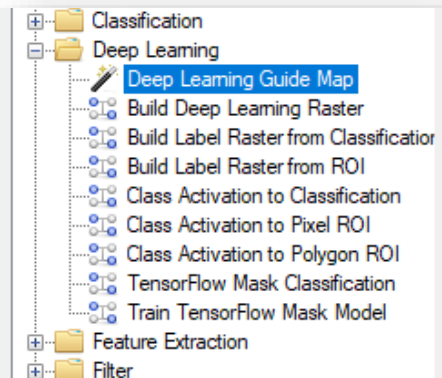 Classification
Deep Learning
Deep Learning Guide Map
Build Deep Learning Raster
Build Label Raster from Classification
Build Label Raster from ROI
Class Activation to Classification
Class Activation to Pixel ROI
Class Activation to Polygon ROI
TensorFlow Mask Classification
Train TensorFlow Mask Model
Feature Extraction
Filter